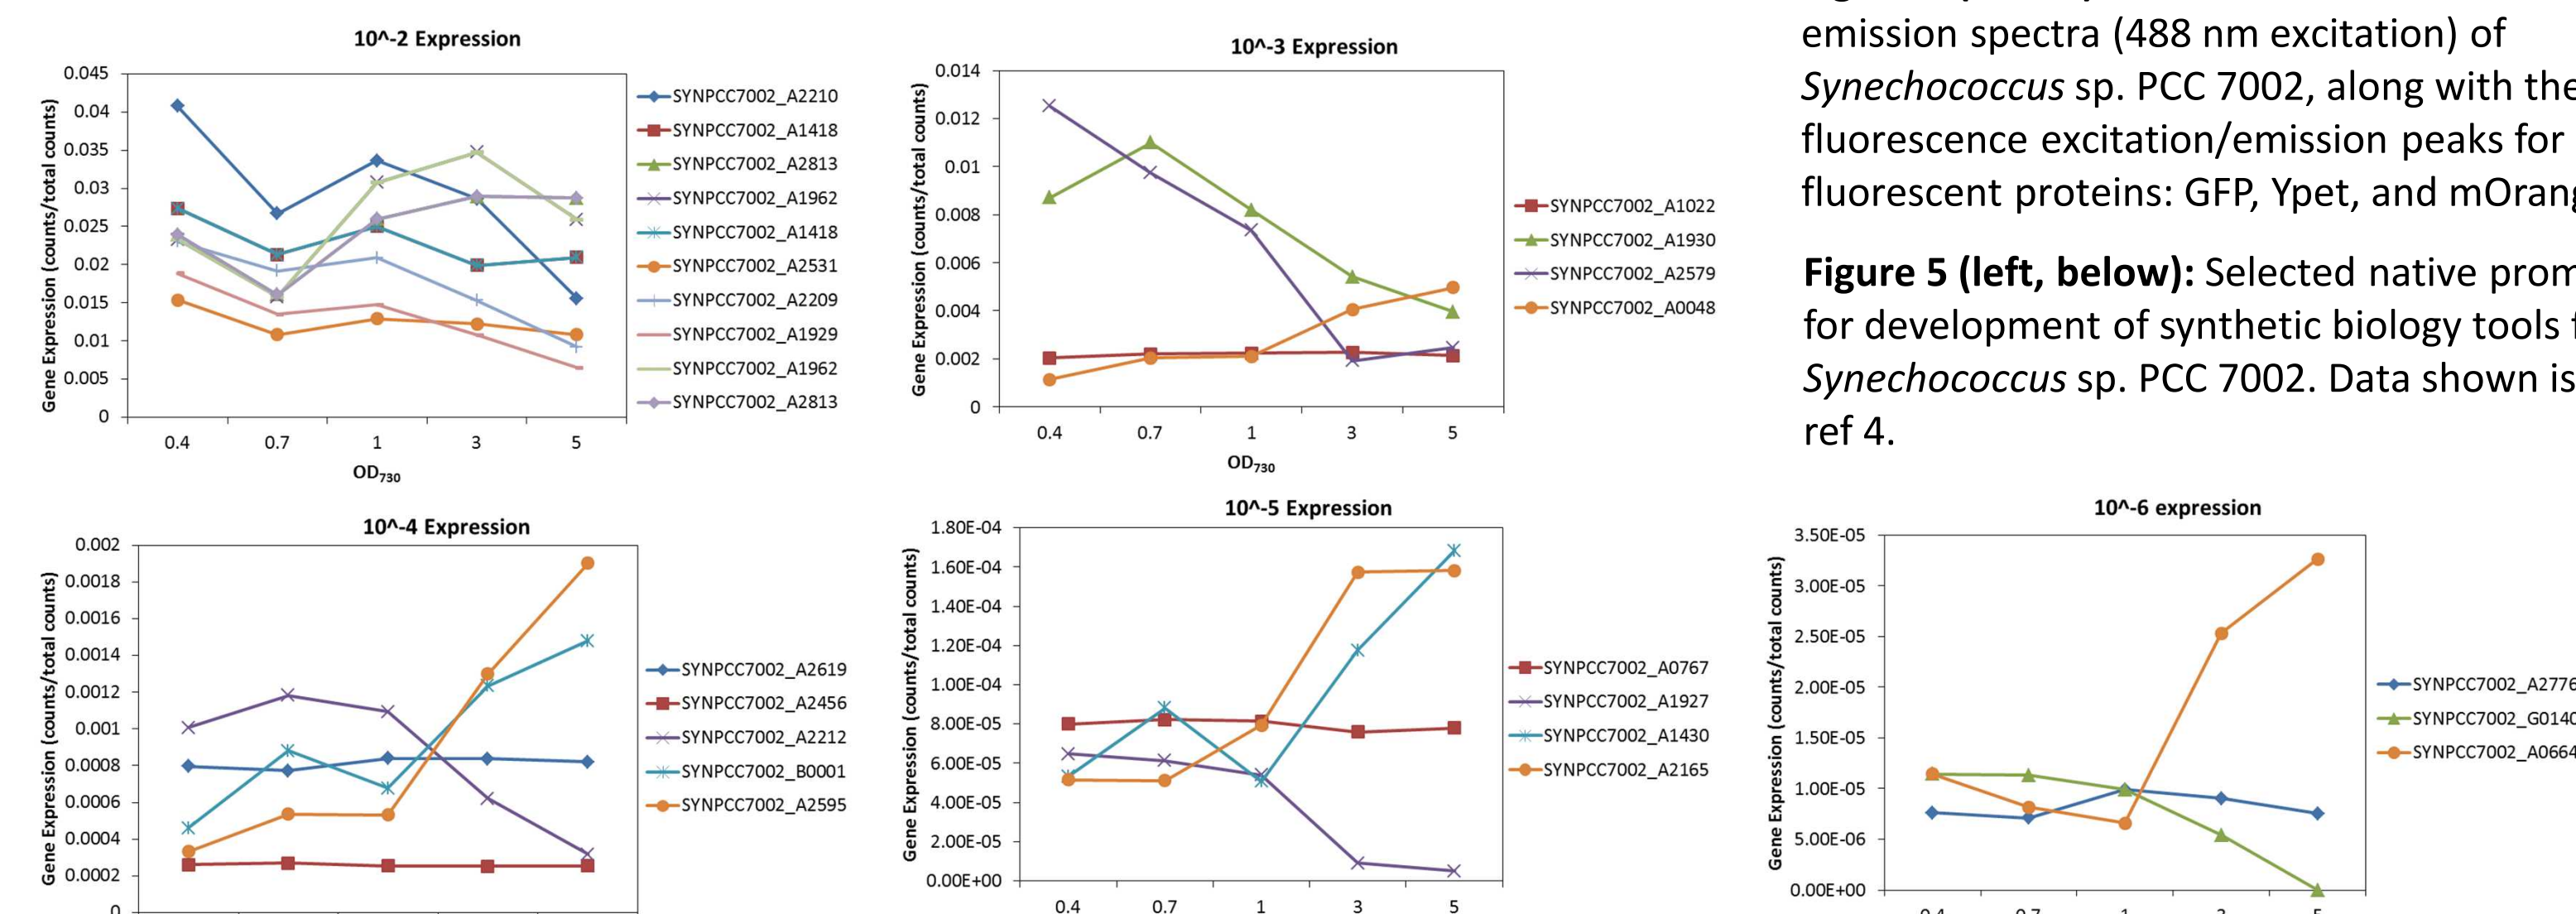 emission spectra (488 nm excitation) of
Synechococcus sp. PCC 7002, along with the
fluorescence excitation/emission peaks for
fluorescent proteins: GFP, Ypet, and
Figure 5 (left, below): Selected native
for development of synthetic biology tools
Synechococcus sp. PCC 7002. Data shown is
ref 4.
10^-2 Expression
Gene Expression (counts/total counts)
0.045
0.04
0.035
0.03
0.025
0.02
0.015
0.01
0.005
0
0.4 0.7 1 3 5
OD730
SYNPCC7002_A2210
SYNPCC7002_A1418
SYNPCC7002_A2813
SYNPCC7002_A1962
SYNPCC7002_A1418
SYNPCC7002_A2531
SYNPCC7002_A2209
SYNPCC7002_A1929
SYNPCC7002_A1962
SYNPCC7002_A2813
10^-3 Expression
Gene Expression (counts/total counts)
0.014
0.012
0.01
0.008
0.006
0.004
0.002
0
0.4 0.7 1 3 5
OD730
SYNPCC7002_A1022
SYNPCC7002_A1930
SYNPCC7002_A2579
SYNPCC7002_A0048
10^-4 Expression
Gene Expression (counts/total counts)
0.002
0.0018
0.0016
0.0014
0.0012
0.001
0.0008
0.0006
0.0004
0.0002
0
SYNPCC7002_A2619
SYNPCC7002_A2456
SYNPCC7002_A2212
SYNPCC7002_B0001
SYNPCC7002_A2595
10^-5 Expression
Gene Expression (counts/total counts)
1.80E-04
1.60E-04
1.40E-04
1.20E-04
1.00E-04
8.00E-05
6.00E-05
4.00E-05
2.00E-05
0.00E+00
0.4 0.7 1 3 5
SYNPCC7002_A0767
SYNPCC7002_A1927
SYNPCC7002_A1430
SYNPCC7002_A2165
10^-6 expression
Gene Expression (counts/total counts)
3.50E-05
3.00E-05
2.50E-05
2.00E-05
1.50E-05
1.00E-05
5.00E-06
0.00E+00
SYNPCC7002_A2776
SYNPCC7002_G0140
SYNPCC7002_A0664